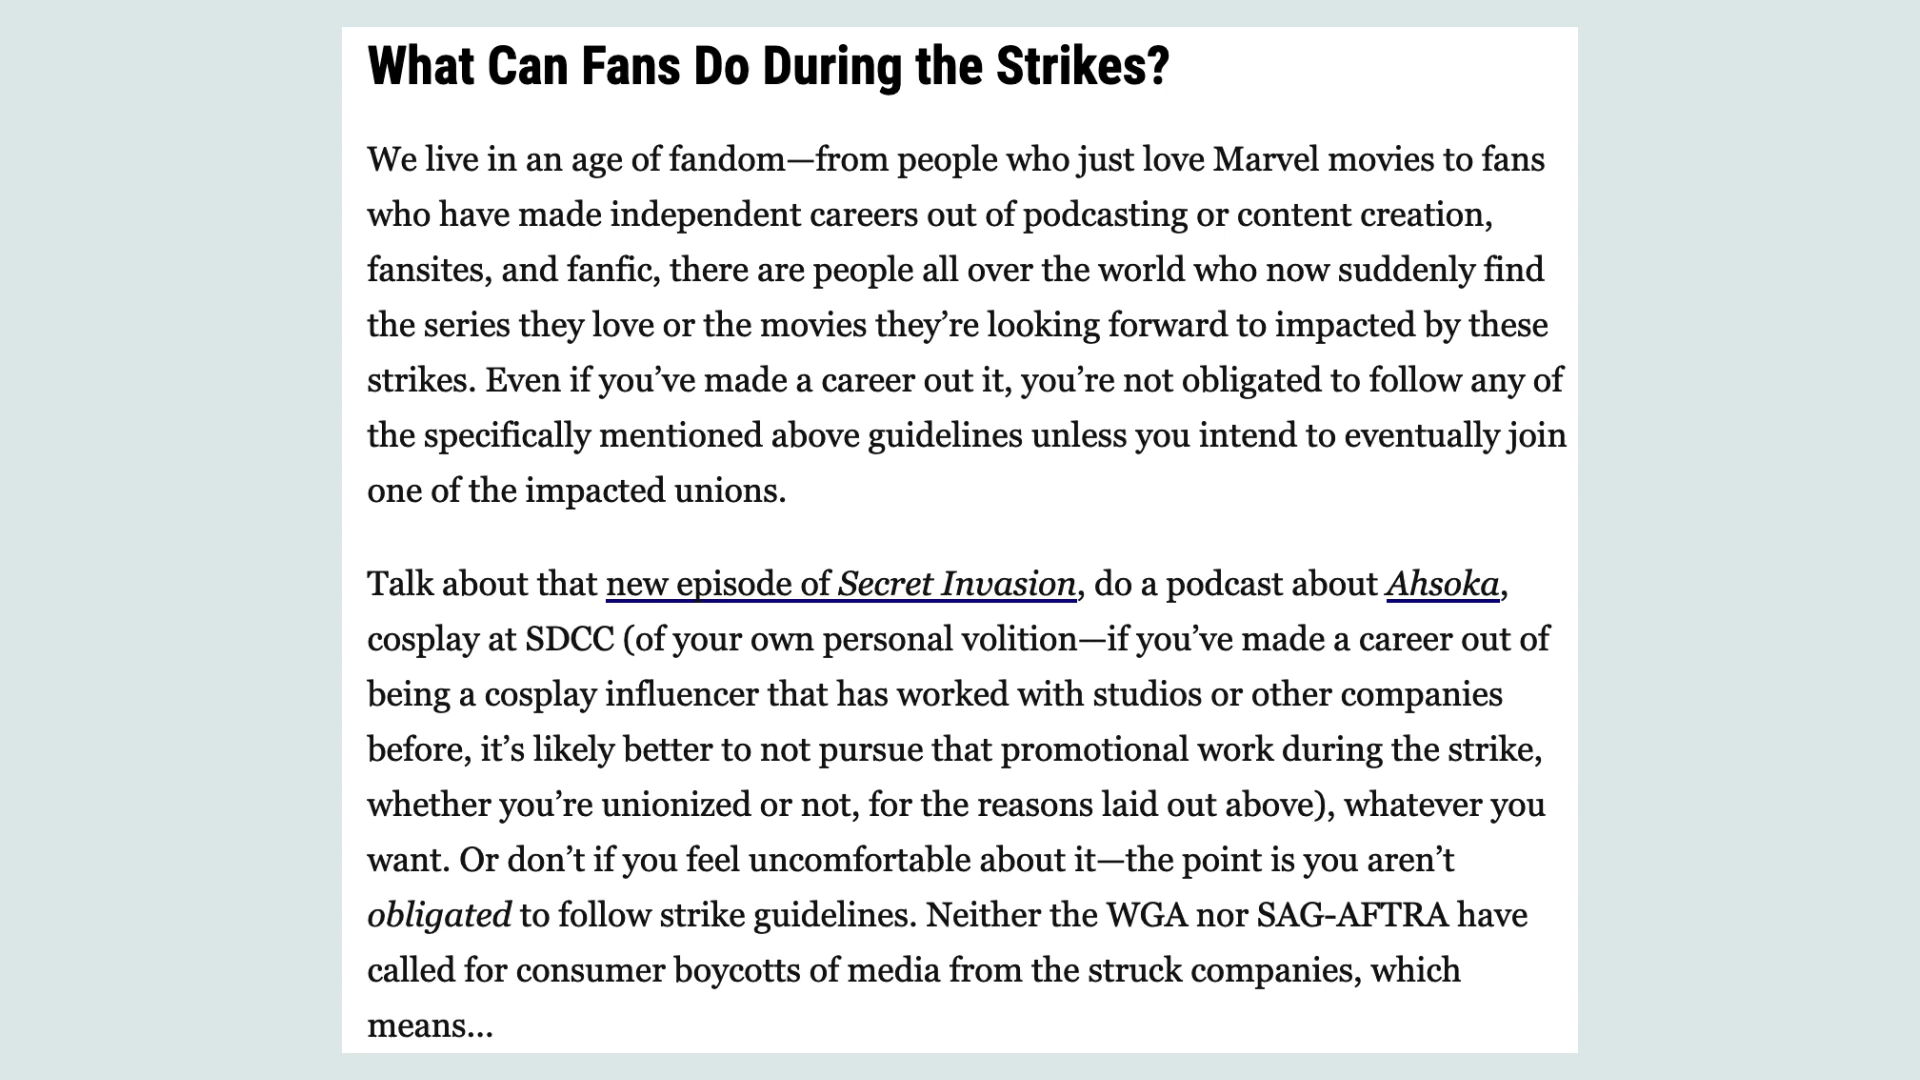 What Can Fans Do During the Strikes?
We live in an age of fandom—from people who just love Marvel movies to fans
who have made independent careers out of podcasting or content creation,
fansites, and fanfic, there are people all over the world who now suddenly find
the series they love or the movies they’re looking forward to impacted by these
strikes. Even if you’ve made a career out it, you’re not obligated to follow any of
the specifically mentioned above guidelines unless you intend to eventually join
one of the impacted unions.
Talk about that new episode of Secret Invasion, do a podcast about Ahsoka,
cosplay at SDCC (of your own personal volition—if you’ve made a career out of
being a cosplay influencer that has worked with studios or other companies
before, it’s likely better to not pursue that promotional work during the strike,
whether you’re unionized or not, for the reasons laid out above), whatever you
want. Or don’t if you feel uncomfortable about it—the point is you aren’t
obligated to follow strike guidelines. Neither the WGA nor SAG-AFTRA have
called for consumer boycotts of media from the struck companies, which
means...